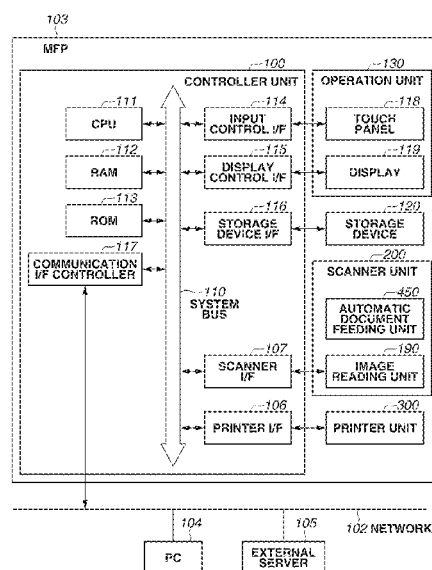 103
MFP
100
CONTROLLER UNIT
130
OPERATION UNIT
111
CPU
114
INPUT
CONTROL I/F
118
TOUCH
PANEL
112
RAM
115
DISPLAY
CONTROL I/F
119
DISPLAY
113
ROM
116
STORAGE
DEVICE I/F
120
STORAGE
DEVICE
117
COMMUNICATION
I/F CONTROLLER
200
SCANNER UNIT
110
SYSTEM
BUS
450
AUTOMATIC
DOCUMENT
FEEDING UNIT
107
SCANNER
I/F
190
IMAGE
READING UNIT
106
PRINTER I/F
300
PRINTER UNIT
102 NETWORK
104
PC
105
EXTERNAL
SERVER